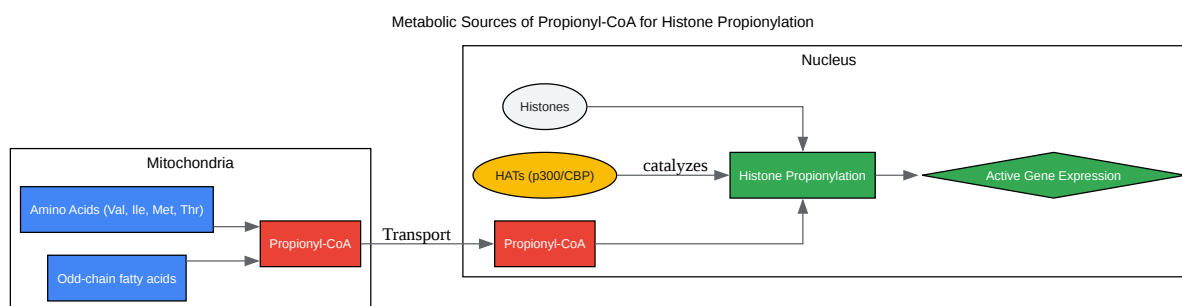 Metabolic Sources of Propionyl-CoA for Histone Propionylation
Nucleus
Histones
Mitochondria
HATs (p300/CBP)
catalyzes
Histone Propionylation
Active Gene Expression
Amino Acids (Val, Ile, Met, Thr)
Propionyl-CoA
Transport
Propionyl-CoA
Odd-chain fatty acids